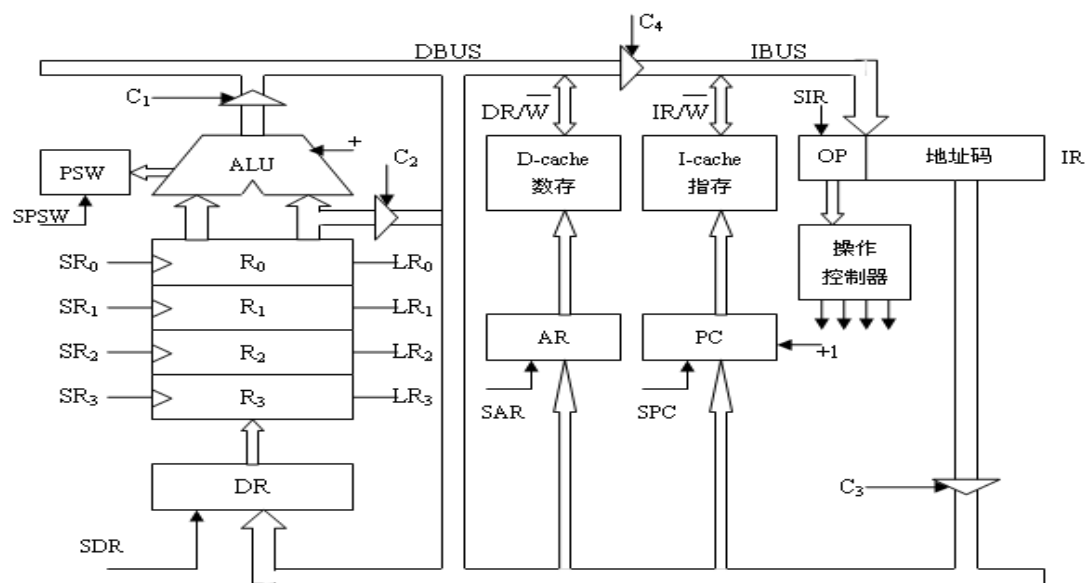 C₄
DBUS
IBUS
C₁
DR/W̅
IR/W̅
SIR
+
C₂
PSW
ALU
D-cache
数存
I-cache
指存
OP
地址码
IR
SPSW
SR₀
R₀
LR₀
操作
控制器
SR₁
R₁
LR₁
SR₂
R₂
LR₂
AR
PC
+1
SR₃
R₃
LR₃
SAR
SPC
DR
C₃
SDR